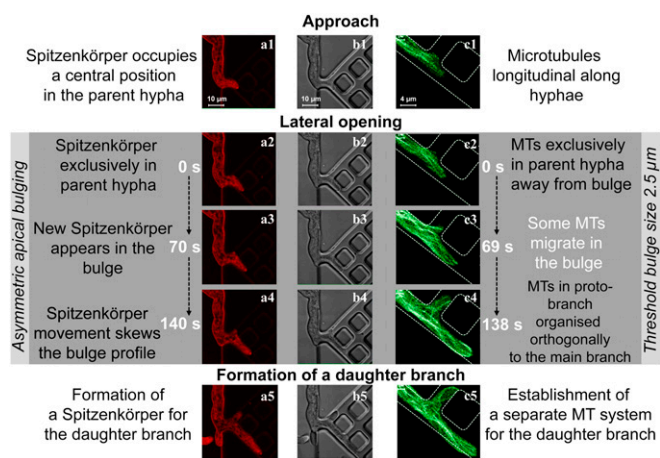 Approach
Spitzenkörper occupies
a central position
in the parent hypha
a1
10 µm
b1
10 µm
c1
4 µm
Microtubules
longitudinal along
hyphae
Lateral opening
Asymmetric apical bulging
Spitzenkörper
exclusively in
parent hypha
0 s
New Spitzenkörper
appears in the
bulge
70 s
Spitzenkörper
movement skews
the bulge profile
140 s
a2
b2
c2
a3
b3
c3
a4
b4
c4
0 s
MTs exclusively
in parent hypha
away from bulge
69 s
Some MTs
migrate in
the bulge
138 s
MTs in proto-
branch
organised
orthogonally
to the main branch
Threshold bulge size 2.5 µm
Formation of a daughter branch
Formation of
a Spitzenkörper for
the daughter branch
a5
b5
c5
Establishment of
a separate MT system
for the daughter branch